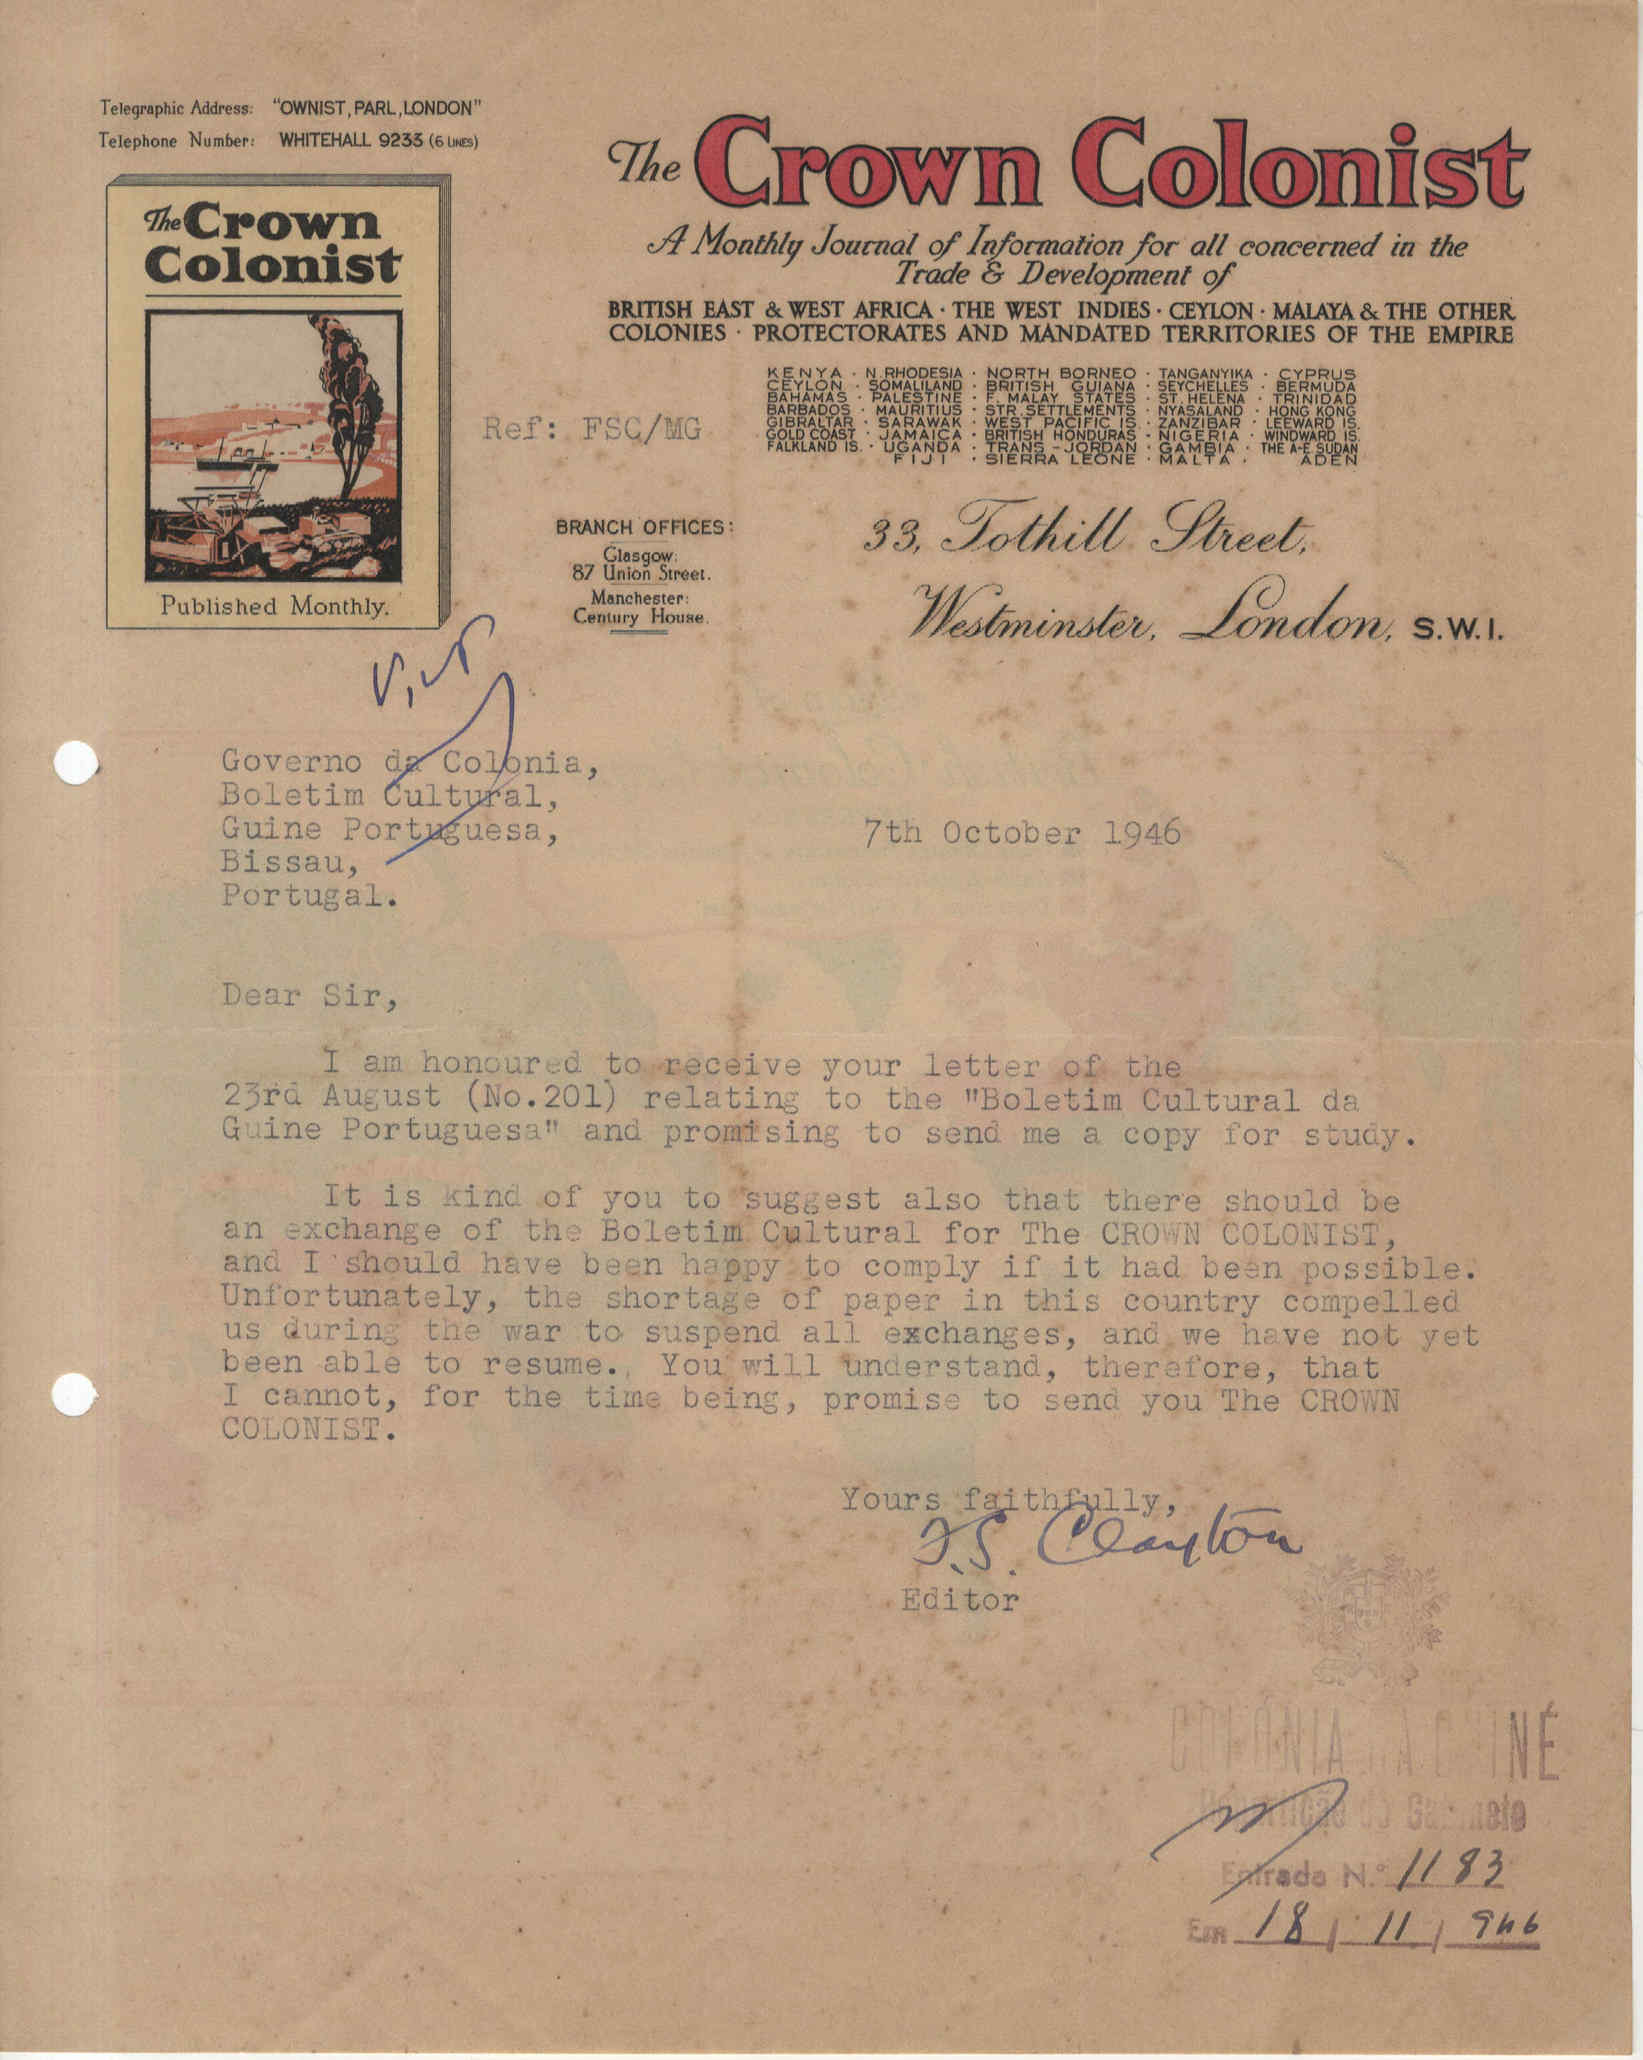 Telegraphic Address: "OWNIST, PARL, LONDON"
Telephone Number: WHITEHALL 9233 (6 LINES)
The Crown
Colonist
Published Monthly.
The Crown Colonist
A Monthly Journal of Information for all concerned in the
Trade & Development of
BRITISH EAST & WEST AFRICA · THE WEST INDIES · CEYLON · MALAYA & THE OTHER
COLONIES · PROTECTORATES AND MANDATED TERRITORIES OF THE EMPIRE
KENYA · N. RHODESIA · NORTH BORNEO · TANGANYIKA · CYPRUS
CEYLON · SOMALILAND · BRITISH GUIANA · SEYCHELLES · BERMUDA
BAHAMAS · PALESTINE · F. MALAY STATES · ST. HELENA · TRINIDAD
BARBADOS · MAURITIUS · STR. SETTLEMENTS · NYASALAND · HONG KONG
GIBRALTAR · SARAWAK · WEST PACIFIC IS. · ZANZIBAR · LEEWARD IS.
GOLD COAST · JAMAICA · BRITISH HONDURAS · NIGERIA · WINDWARD IS.
FALKLAND IS. · UGANDA · TRANS-JORDAN · GAMBIA · THE A-E SUDAN
FIJI · SIERRA LEONE · MALTA · ADEN
Ref: FSC/MG
BRANCH OFFICES:
Glasgow:
87 Union Street.
Manchester:
Century House.
33, Tothill Street,
Westminster, London, S.W.1.
Governo da Colonia,
Boletim Cultural,
Guine Portuguesa,
Bissau,
Portugal.
7th October 1946
Dear Sir,
I am honoured to receive your letter of the
23rd August (No.201) relating to the "Boletim Cultural da
Guine Portuguesa" and promising to send me a copy for study.
It is kind of you to suggest also that there should be
an exchange of the Boletim Cultural for The CROWN COLONIST,
and I should have been happy to comply if it had been possible.
Unfortunately, the shortage of paper in this country compelled
us during the war to suspend all exchanges, and we have not yet
been able to resume. You will understand, therefore, that
I cannot, for the time being, promise to send you The CROWN
COLONIST.
Yours faithfully,
F.S. Clayton
Editor
COLÓNIA DA GUINÉ
Repartição do Gabinete
Entrada N.º 1183
Em 18 / 11 / 946